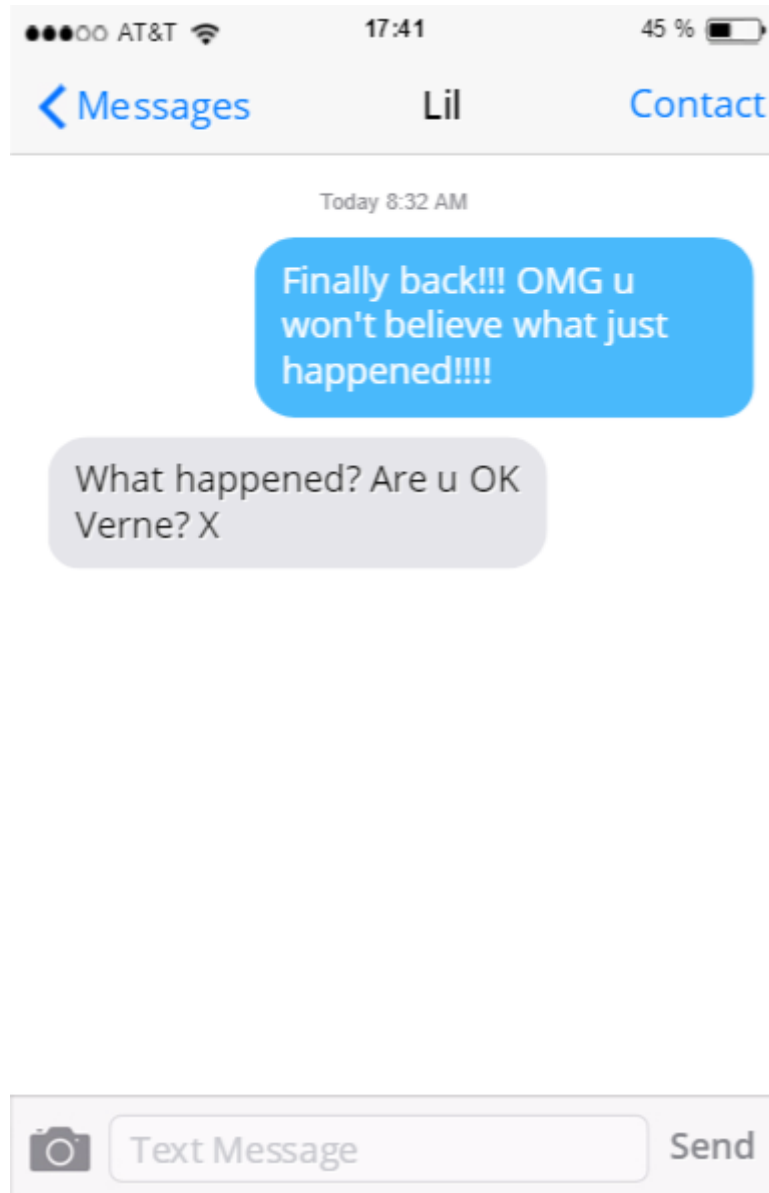 AT&T 17:41 45 %
Messages Lil Contact
Today 8:32 AM
Finally back!!! OMG u
won't believe what just
happened!!!!
What happened? Are u OK
Verne? X
Text Message Send